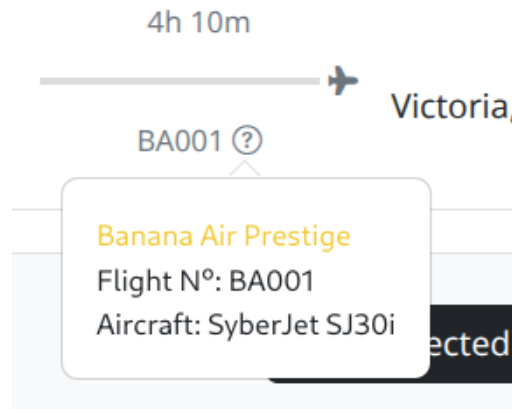 4h 10m
Victoria,
BA001 ?
Banana Air Prestige
Flight Nº: BA001
Aircraft: SyberJet SJ30i
ected